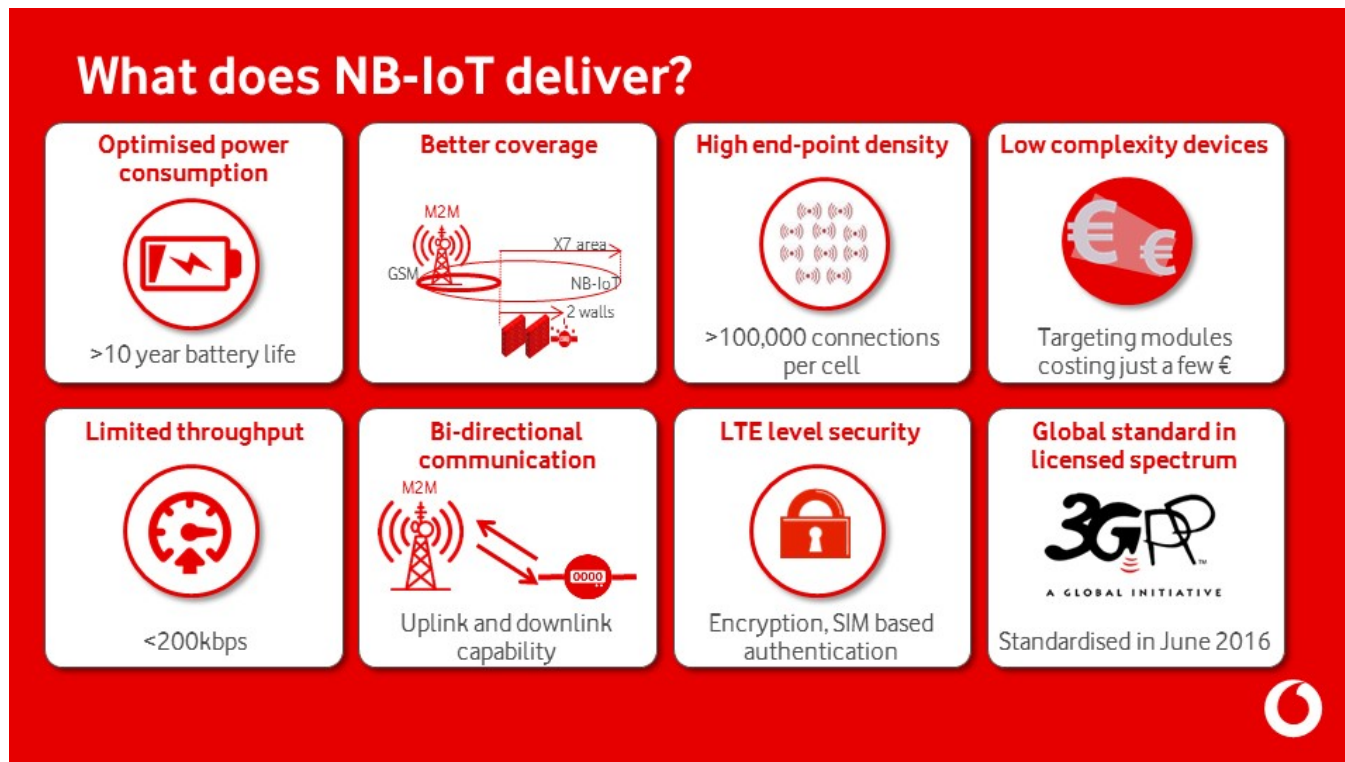 What does NB-IoT deliver?
Optimised power
consumption
>10 year battery life
Better coverage
M2M
X7 area
GSM
NB-IoT
2 walls
High end-point density
>100,000 connections
per cell
Low complexity devices
€ €
Targeting modules
costing just a few €
Limited throughput
<200kbps
Bi-directional
communication
M2M
0000
Uplink and downlink
capability
LTE level security
Encryption, SIM based
authentication
Global standard in
licensed spectrum
3GPP™
A GLOBAL INITIATIVE
Standardised in June 2016